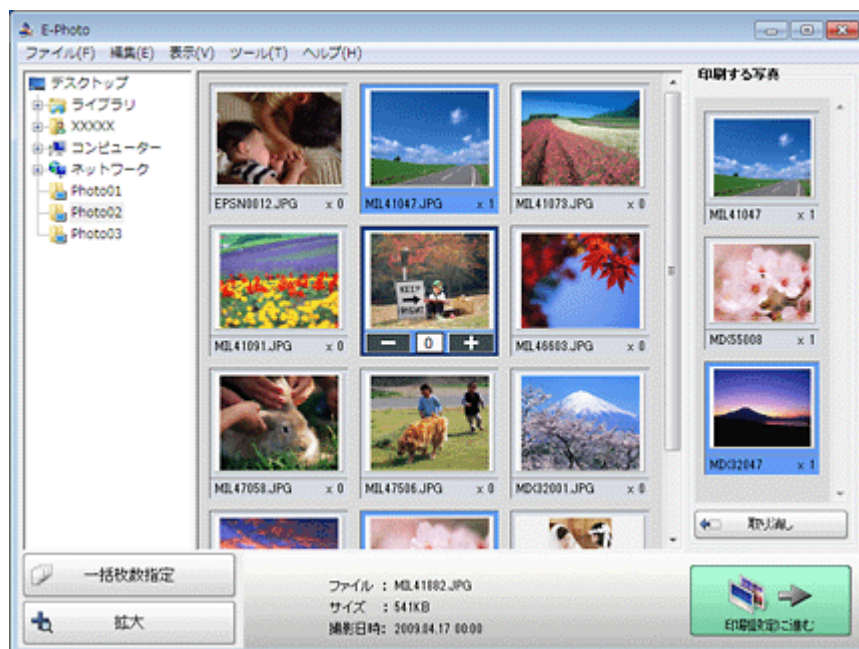 E-Photo
ファイル(F) 編集(E) 表示(V) ツール(T) ヘルプ(H)
デスクトップ
ライブラリ
XXXXX
コンピューター
ネットワーク
Photo01
Photo02
Photo03
EPSN0012.JPG x 0
MIL41047.JPG x 1
MIL41073.JPG x 0
MIL41091.JPG x 0
KEEP
RIGHT
0
MIL46603.JPG x 0
MIL47058.JPG x 0
MIL47506.JPG x 0
MDX32001.JPG x 0
印刷する写真
MIL41047 x 1
MDX55008 x 1
MDX32047 x 1
取り消し
一括枚数指定
拡大
ファイル : MIL41882.JPG
サイズ : 541KB
撮影日時: 2009.04.17 00:00
印刷設定に進む